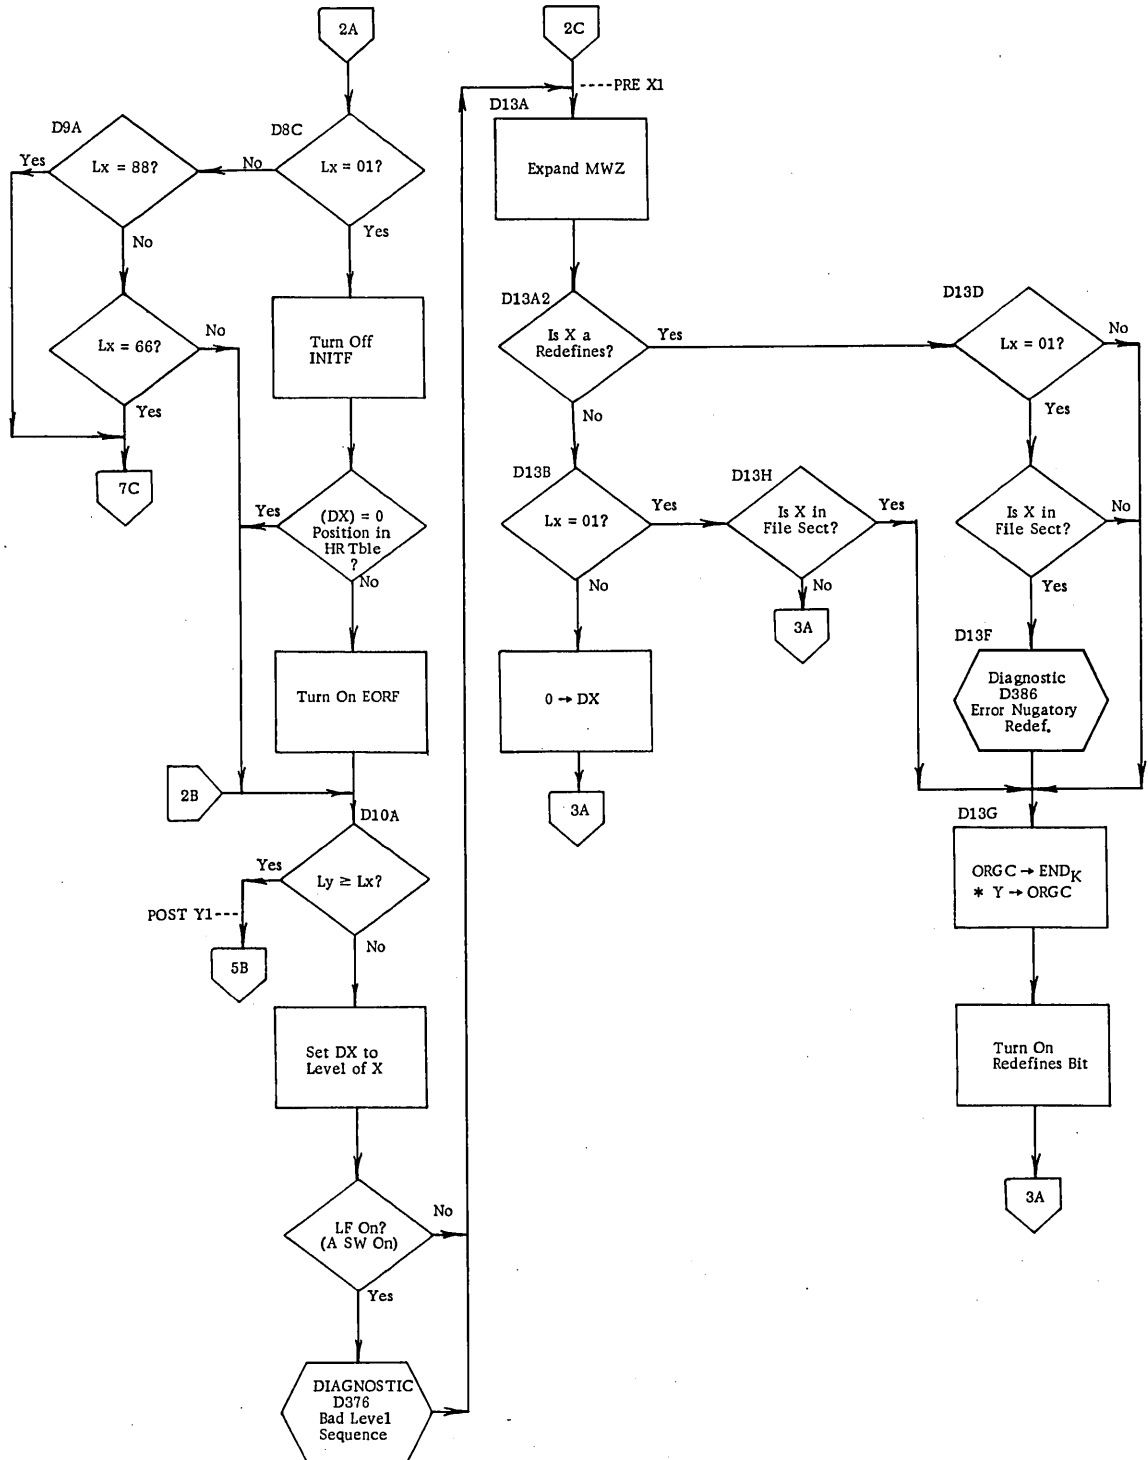 2A
D9A
D8C
Lx = 88?
Yes
No
Lx = 01?
No
Yes
Lx = 66?
No
Yes
7C
Turn Off
INITF
(DX) = 0
Position in
HR Tble
?
Yes
No
Turn On EORF
2B
D10A
Ly ≥ Lx?
Yes
POST Y1
5B
No
Set DX to
Level of X
LF On?
(A SW On)
No
Yes
DIAGNOSTIC
D376
Bad Level
Sequence
2C
PRE X1
D13A
Expand MWZ
D13A2
Is X a
Redefines?
Yes
No
D13B
Lx = 01?
Yes
No
0 → DX
3A
D13H
Is X in
File Sect?
Yes
No
3A
D13D
Lx = 01?
No
Yes
Is X in
File Sect?
No
Yes
D13F
Diagnostic
D386
Error Nugatory
Redef.
D13G
ORGC → ENDK
* Y → ORGC
Turn On
Redefines Bit
3A